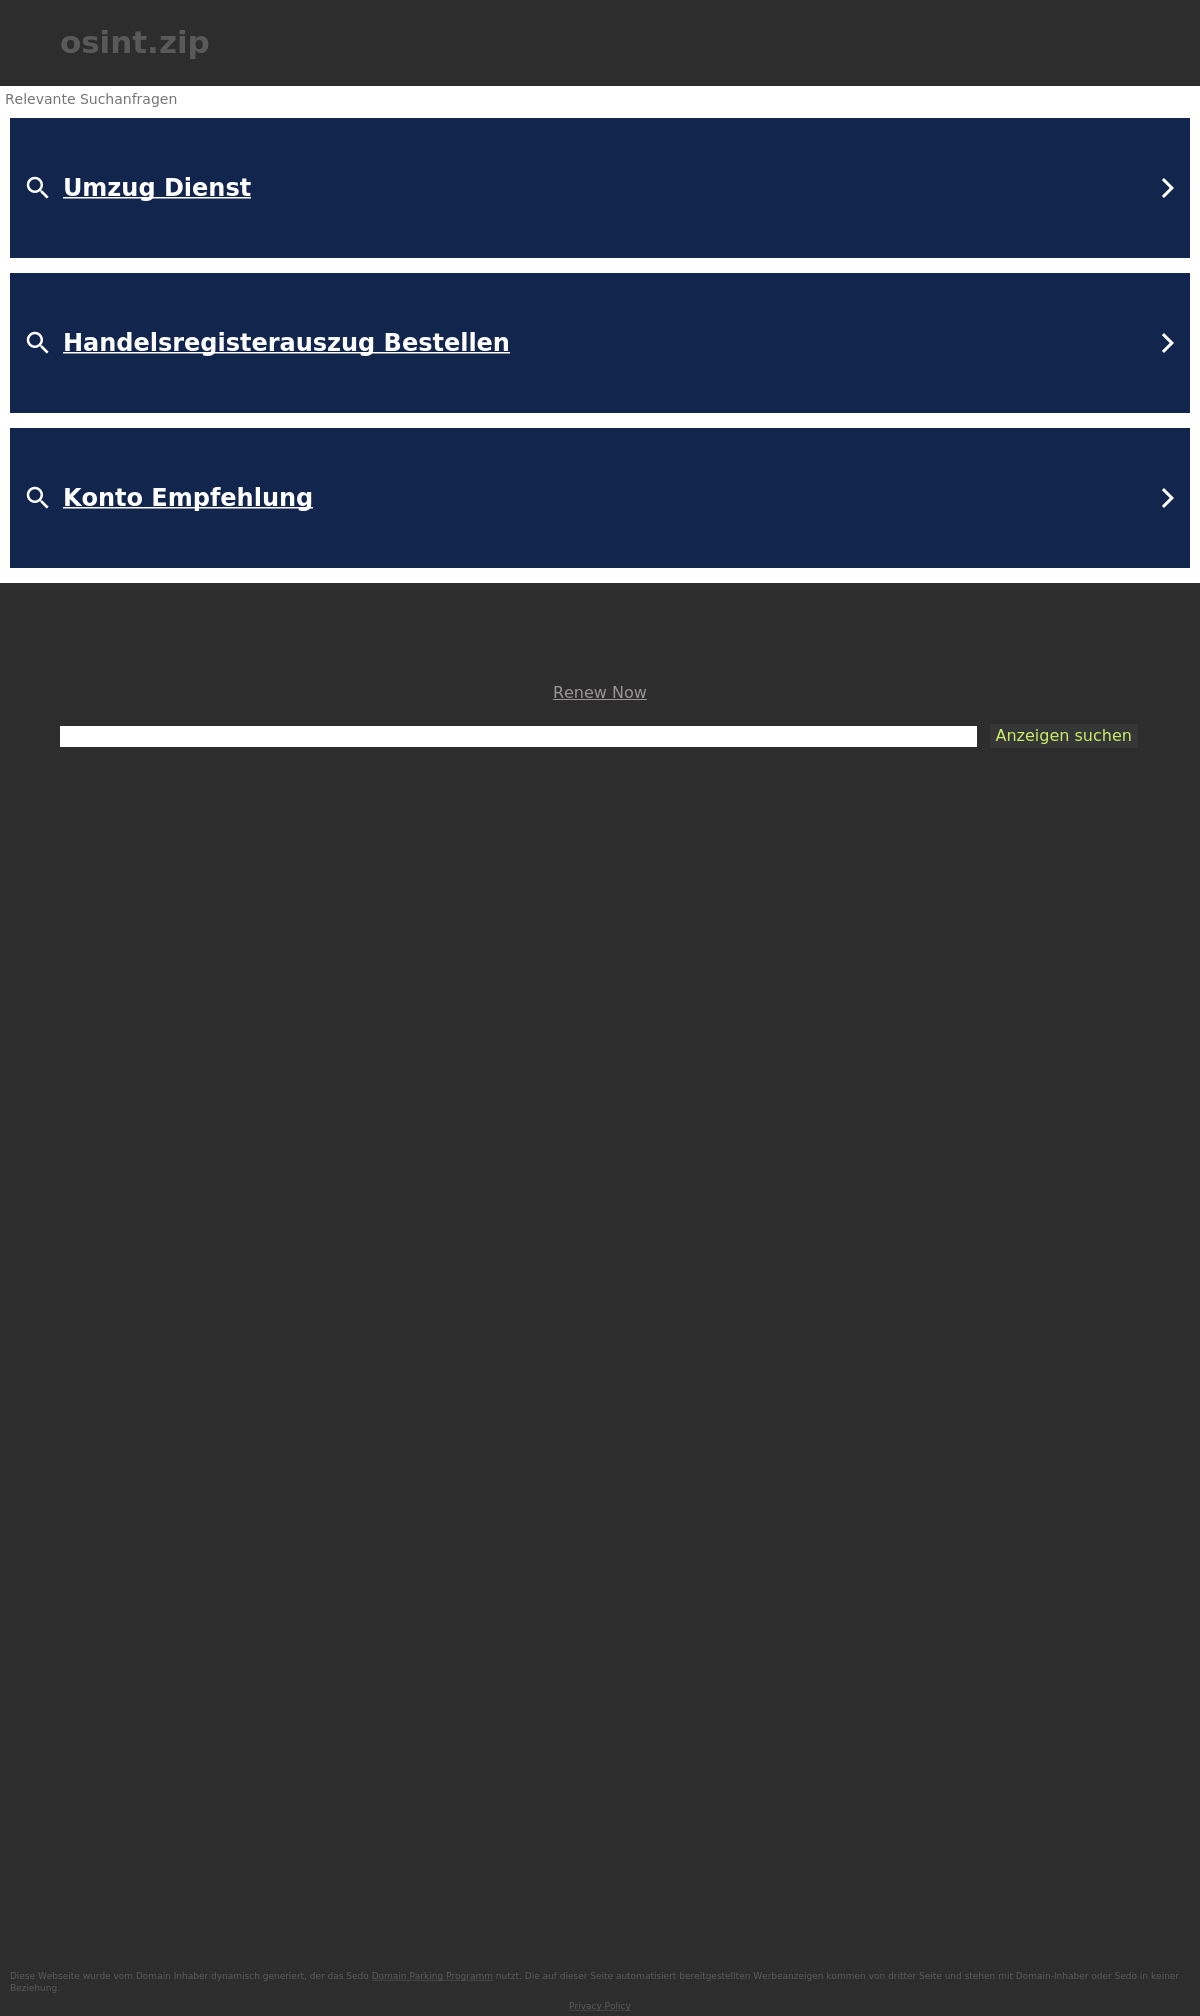 osint.zip
Relevante Suchanfragen
Umzug Dienst
Handelsregisterauszug Bestellen
Konto Empfehlung
Renew Now
Anzeigen suchen
Diese Webseite wurde vom Domain Inhaber dynamisch generiert, der das Sedo Domain Parking Programm nutzt. Die auf dieser Seite automatisiert bereitgestellten Werbeanzeigen kommen von dritter Seite und stehen mit Domain-Inhaber oder Sedo in keiner
Beziehung.
Privacy Policy